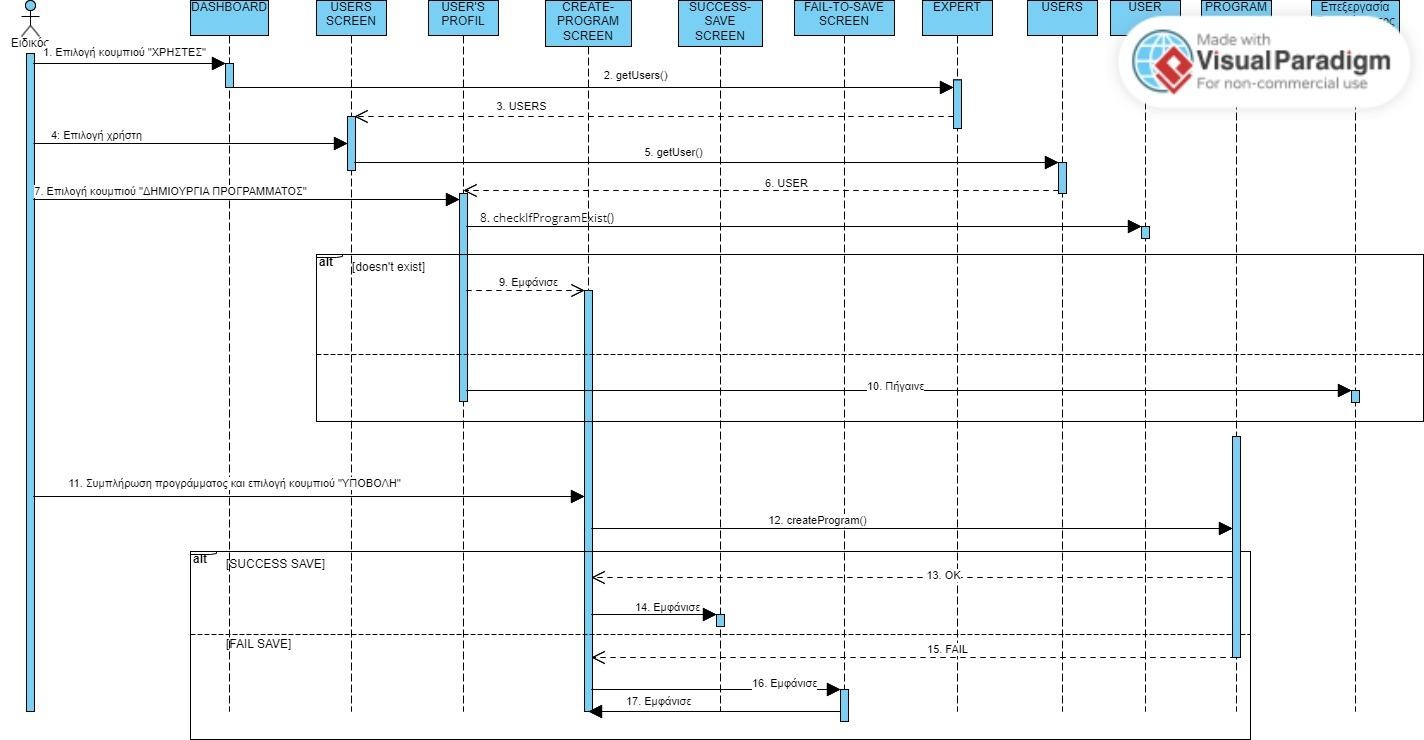 DASHBOARD
USERS
SCREEN
USER'S
PROFIL
CREATE-
PROGRAM
SCREEN
SUCCESS-
SAVE
SCREEN
FAIL-TO-SAVE
SCREEN
EXPERT
USERS
USER
PROGRAM
Επεξεργασία
Made with
VisualParadigm
For non-commercial use
Ειδικός
1. Επιλογή κουμπιού "ΧΡΗΣΤΕΣ"
2. getUsers()
3. USERS
4: Επιλογή χρήστη
5. getUser()
6. USER
7. Επιλογή κουμπιού "ΔΗΜΙΟΥΡΓΙΑ ΠΡΟΓΡΑΜΜΑΤΟΣ"
8. checkIfProgramExist()
alt
[doesn't exist]
9. Εμφάνισε
10. Πήγαινε
11. Συμπλήρωση προγράμματος και επιλογή κουμπιού "ΥΠΟΒΟΛΗ"
12. createProgram()
alt
[SUCCESS SAVE]
13. OK
14. Εμφάνισε
[FAIL SAVE]
15. FAIL
16. Εμφάνισε
17. Εμφάνισε